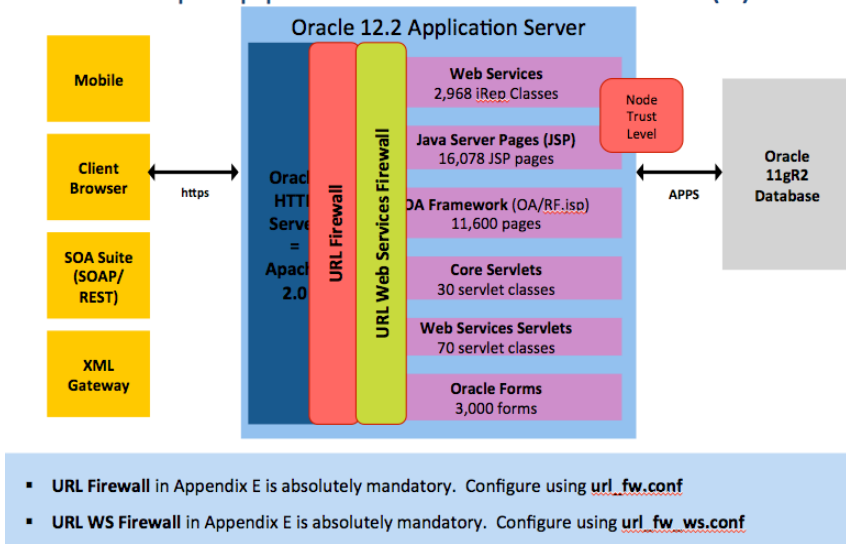 Oracle 12.2 Application Server
Mobile
Client
Browser
SOA Suite
(SOAP/
REST)
XML
Gateway
https
HTT
Serve
=
Apach
2.0
URL Firewall
URL Web Services Firewall
Web Services
2,968 iRep Classes
Java Server Pages (JSP)
16,078 JSP pages
OA Framework (OA/RF.jsp)
11,600 pages
Core Servlets
30 servlet classes
Web Services Servlets
70 servlet classes
Oracle Forms
3,000 forms
Node
Trust
Level
APPS
Oracle
11gR2
Database
▪ URL Firewall in Appendix E is absolutely mandatory. Configure using url_fw.conf
▪ URL WS Firewall in Appendix E is absolutely mandatory. Configure using url_fw_ws.conf